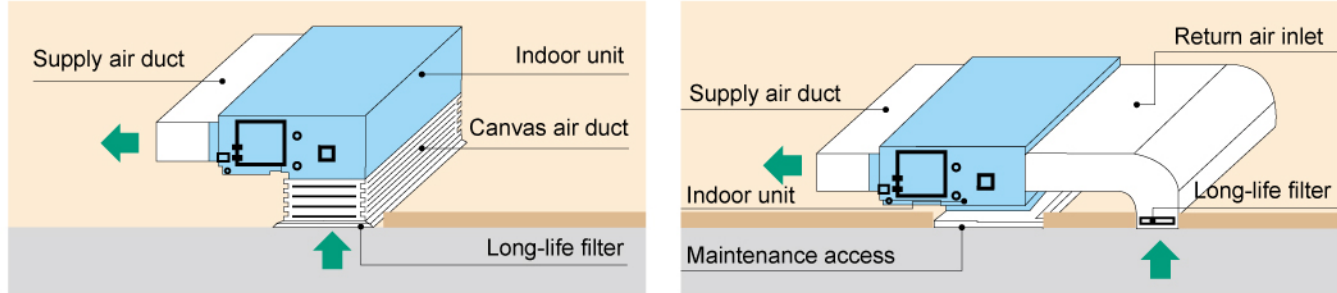 Supply air duct
Indoor unit
Canvas air duct
Long-life filter
Return air inlet
Supply air duct
Indoor unit
Long-life filter
Maintenance access